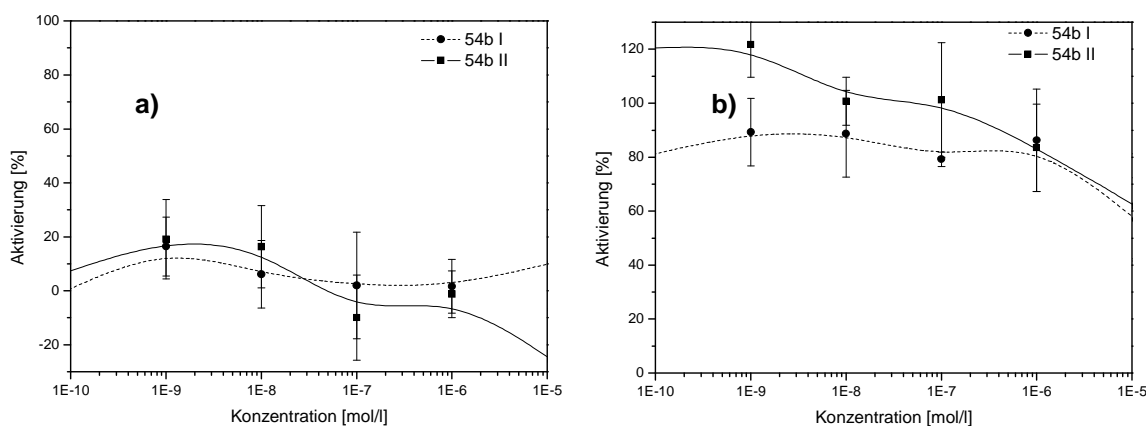 100
80
60
40
20
0
-20
Aktivierung [%]
a)
54b I
54b II
1E-10 1E-9 1E-8 1E-7 1E-6 1E-5
Konzentration [mol/l]
120
100
80
60
40
20
0
Aktivierung [%]
b)
54b I
54b II
1E-10 1E-9 1E-8 1E-7 1E-6 1E-5
Konzentration [mol/l]